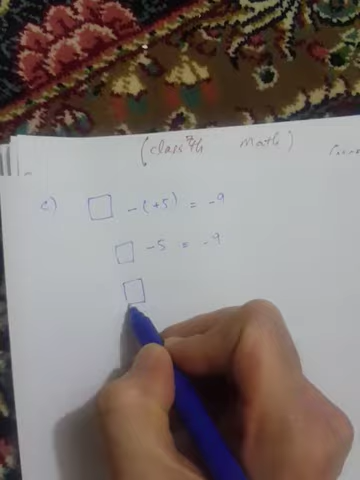 (class 7th math)
c) □ -(+5) = -9
□ -5 = -9
□